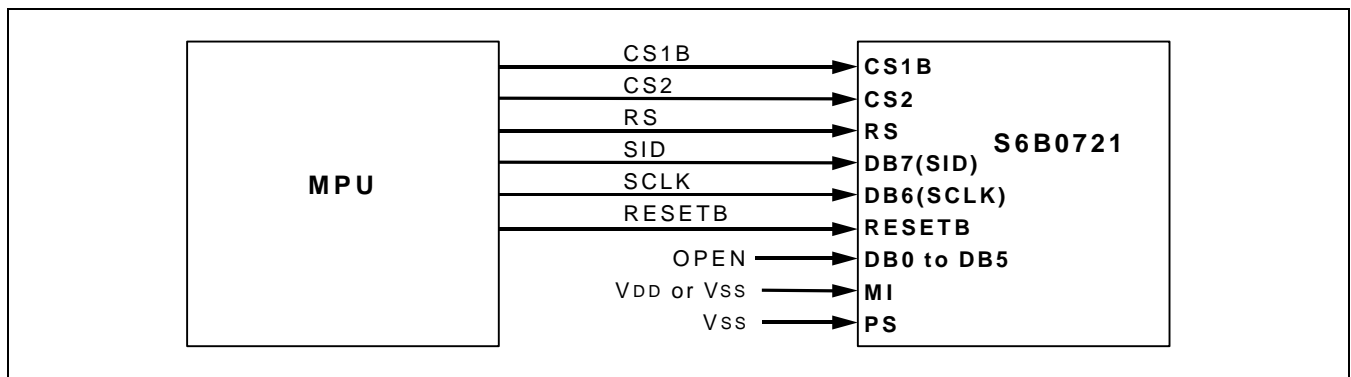 MPU
CS1B
CS2
RS
SID
SCLK
RESETB
OPEN
VDD or VSS
VSS
CS1B
CS2
RS
DB7(SID)
DB6(SCLK)
RESETB
DB0 to DB5
MI
PS
S6B0721